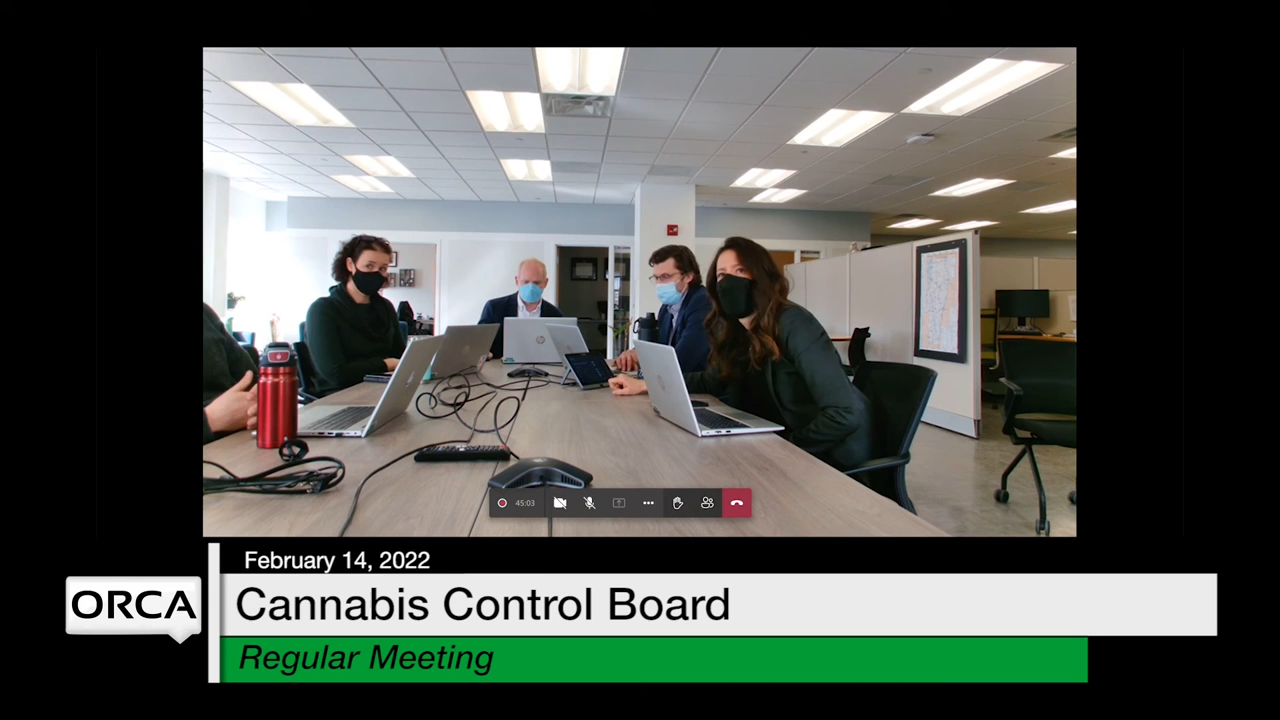 45:03
February 14, 2022
ORCA
Cannabis Control Board
Regular Meeting